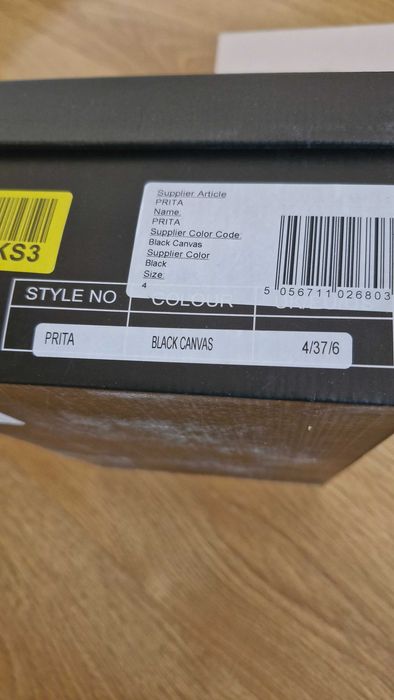 Supplier Article
PRITA
Name:
PRITA
Supplier Color Code:
Black Canvas
Supplier Color
Black
Size:
4
5 056711 026803
KS3
STYLE NO COLOUR
PRITA BLACK CANVAS 4/37/6